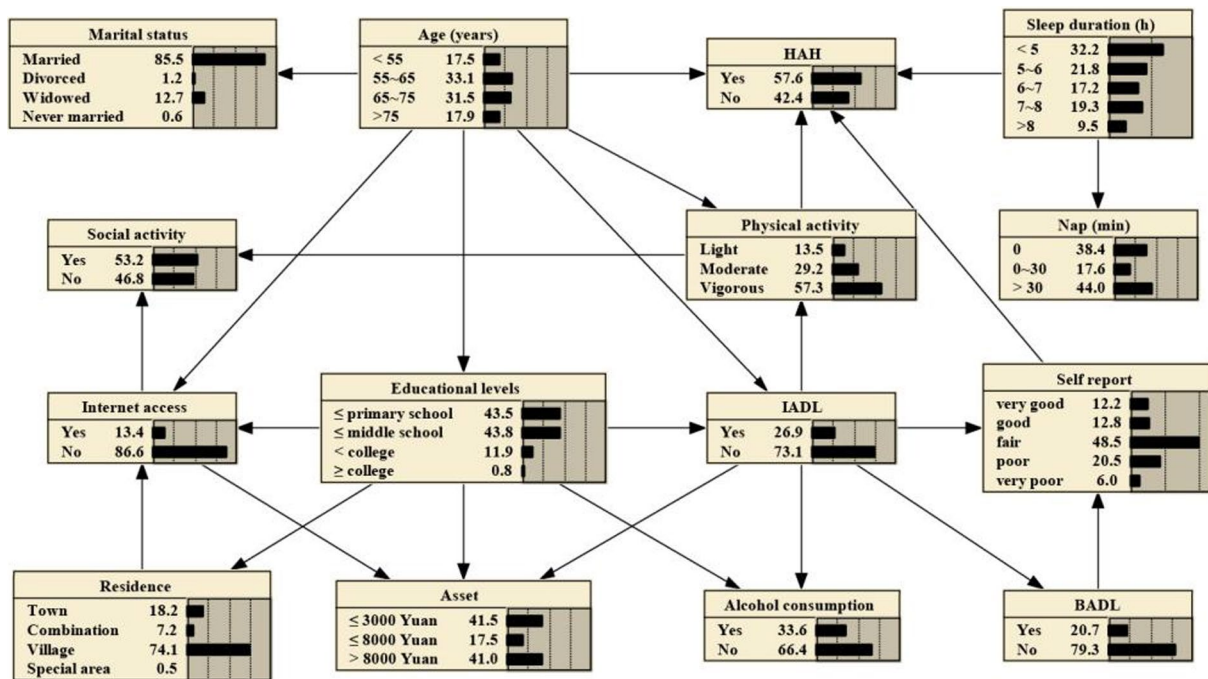 Marital status
Married 85.5
Divorced 1.2
Widowed 12.7
Never married 0.6
Age (years)
< 55 17.5
55~65 33.1
65~75 31.5
>75 17.9
HAH
Yes 57.6
No 42.4
Sleep duration (h)
< 5 32.2
5~6 21.8
6~7 17.2
7~8 19.3
>8 9.5
Social activity
Yes 53.2
No 46.8
Physical activity
Light 13.5
Moderate 29.2
Vigorous 57.3
Nap (min)
0 38.4
0~30 17.6
> 30 44.0
Internet access
Yes 13.4
No 86.6
Educational levels
≤ primary school 43.5
≤ middle school 43.8
< college 11.9
≥ college 0.8
IADL
Yes 26.9
No 73.1
Self report
very good 12.2
good 12.8
fair 48.5
poor 20.5
very poor 6.0
Residence
Town 18.2
Combination 7.2
Village 74.1
Special area 0.5
Asset
≤ 3000 Yuan 41.5
≤ 8000 Yuan 17.5
> 8000 Yuan 41.0
Alcohol consumption
Yes 33.6
No 66.4
BADL
Yes 20.7
No 79.3